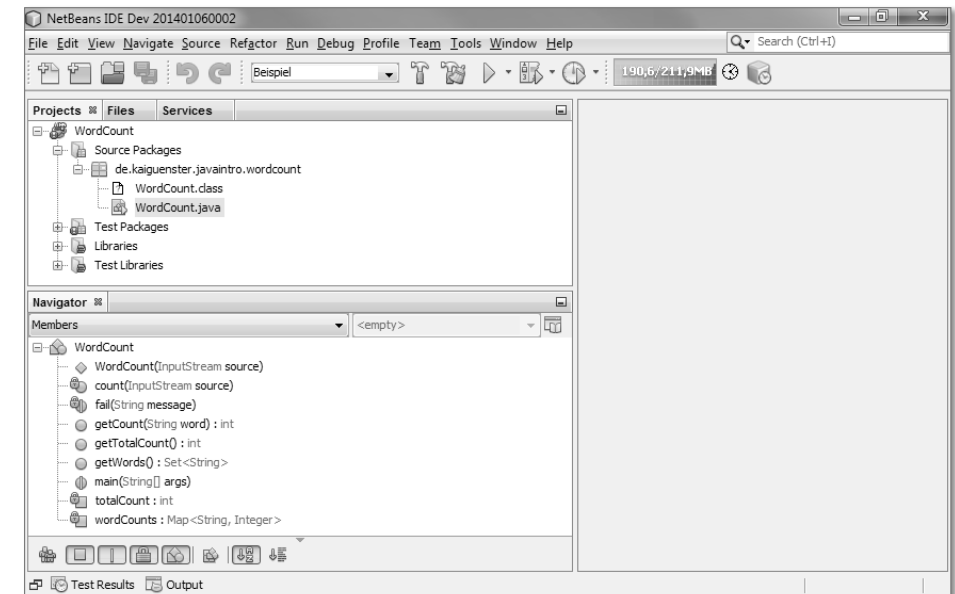 NetBeans IDE Dev 201401060002
File Edit View Navigate Source Refactor Run Debug Profile Team Tools Window Help
Search (Ctrl+I)
Beispiel
190,6/211,9MB
Projects Files Services
WordCount
Source Packages
de.kaiguenster.javaintro.wordcount
WordCount.class
WordCount.java
Test Packages
Libraries
Test Libraries
Navigator
Members
<empty>
WordCount
WordCount(InputStream source)
count(InputStream source)
fail(String message)
getCount(String word) : int
getTotalCount() : int
getWords() : Set<String>
main(String[] args)
totalCount : int
wordCounts : Map<String, Integer>
Test Results Output